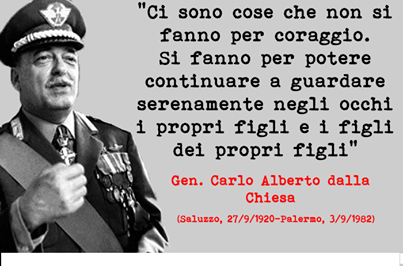 "Ci sono cose che non si
fanno per coraggio.
Si fanno per potere
continuare a guardare
serenamente negli occhi
i propri figli e i figli
dei propri figli"
Gen. Carlo Alberto dalla
Chiesa
(Saluzzo, 27/9/1920-Palermo, 3/9/1982)